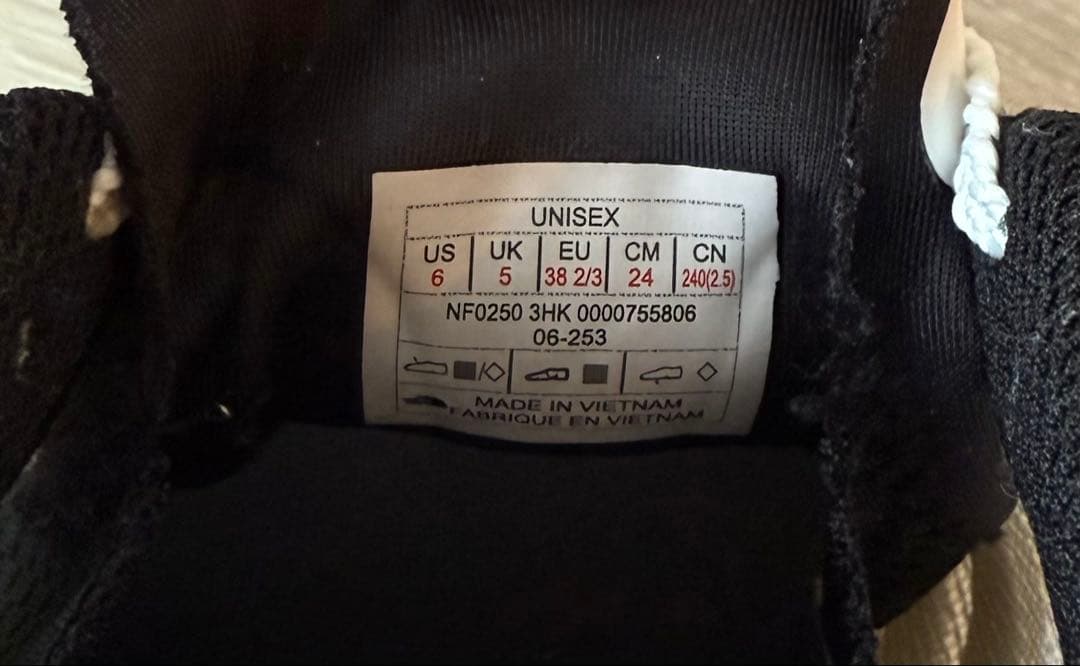 UNISEX
US UK EU CM CN
6 5 38 2/3 24 240(2.5)
NF0250 3HK 0000755806
06-253
/
MADE IN VIETNAM
FABRIQUE EN VIETNAM